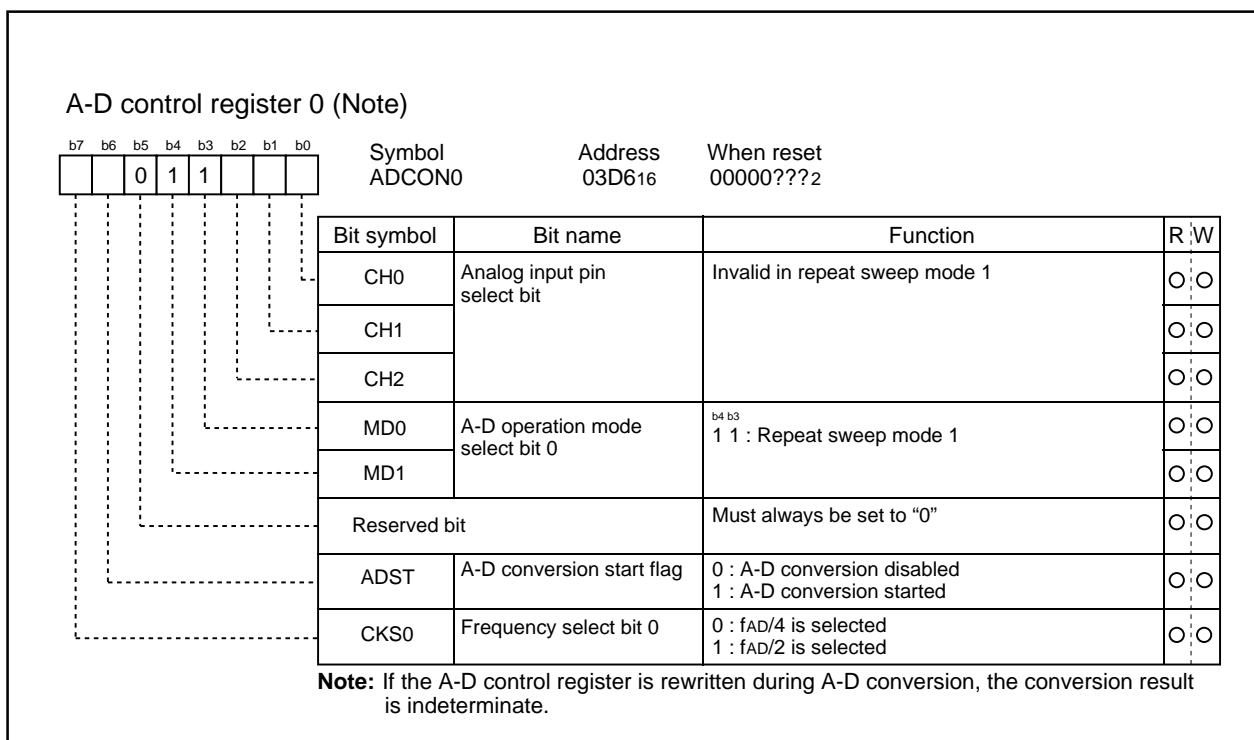 A-D control register 0 (Note)
b7 b6 b5 b4 b3 b2 b1 b0
0 1 1
Symbol Address When reset
ADCON0 03D616 00000???2
Bit symbol Bit name Function R W
CH0 Analog input pin Invalid in repeat sweep mode 1
select bit
CH1
CH2
b4 b3
MD0 A-D operation mode 1 1 : Repeat sweep mode 1
select bit 0
MD1
Reserved bit Must always be set to “0”
ADST A-D conversion start flag 0 : A-D conversion disabled
1 : A-D conversion started
CKS0 Frequency select bit 0 0 : fAD/4 is selected
1 : fAD/2 is selected
Note: If the A-D control register is rewritten during A-D conversion, the conversion result
is indeterminate.